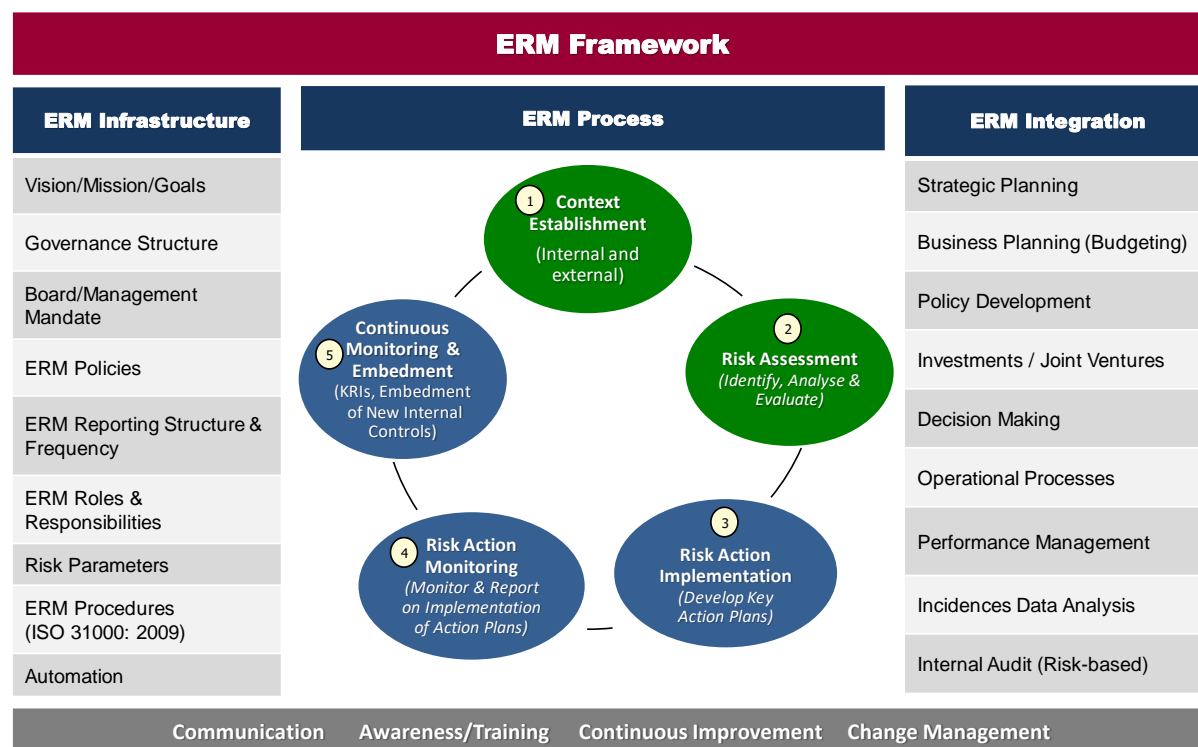 ERM Framework
ERM Infrastructure
Vision/Mission/Goals
Governance Structure
Board/Management
Mandate
ERM Policies
ERM Reporting Structure &
Frequency
ERM Roles &
Responsibilities
Risk Parameters
ERM Procedures
(ISO 31000: 2009)
Automation
ERM Process
1
Context
Establishment
(Internal and
external)
2
Risk Assessment
(Identify, Analyse &
Evaluate)
3
Risk Action
Implementation
(Develop Key
Action Plans)
4
Risk Action
Monitoring
(Monitor & Report
on Implementation
of Action Plans)
5
Continuous
Monitoring &
Embedment
(KRIs, Embedment
of New Internal
Controls)
ERM Integration
Strategic Planning
Business Planning (Budgeting)
Policy Development
Investments / Joint Ventures
Decision Making
Operational Processes
Performance Management
Incidences Data Analysis
Internal Audit (Risk-based)
Communication Awareness/Training Continuous Improvement Change Management